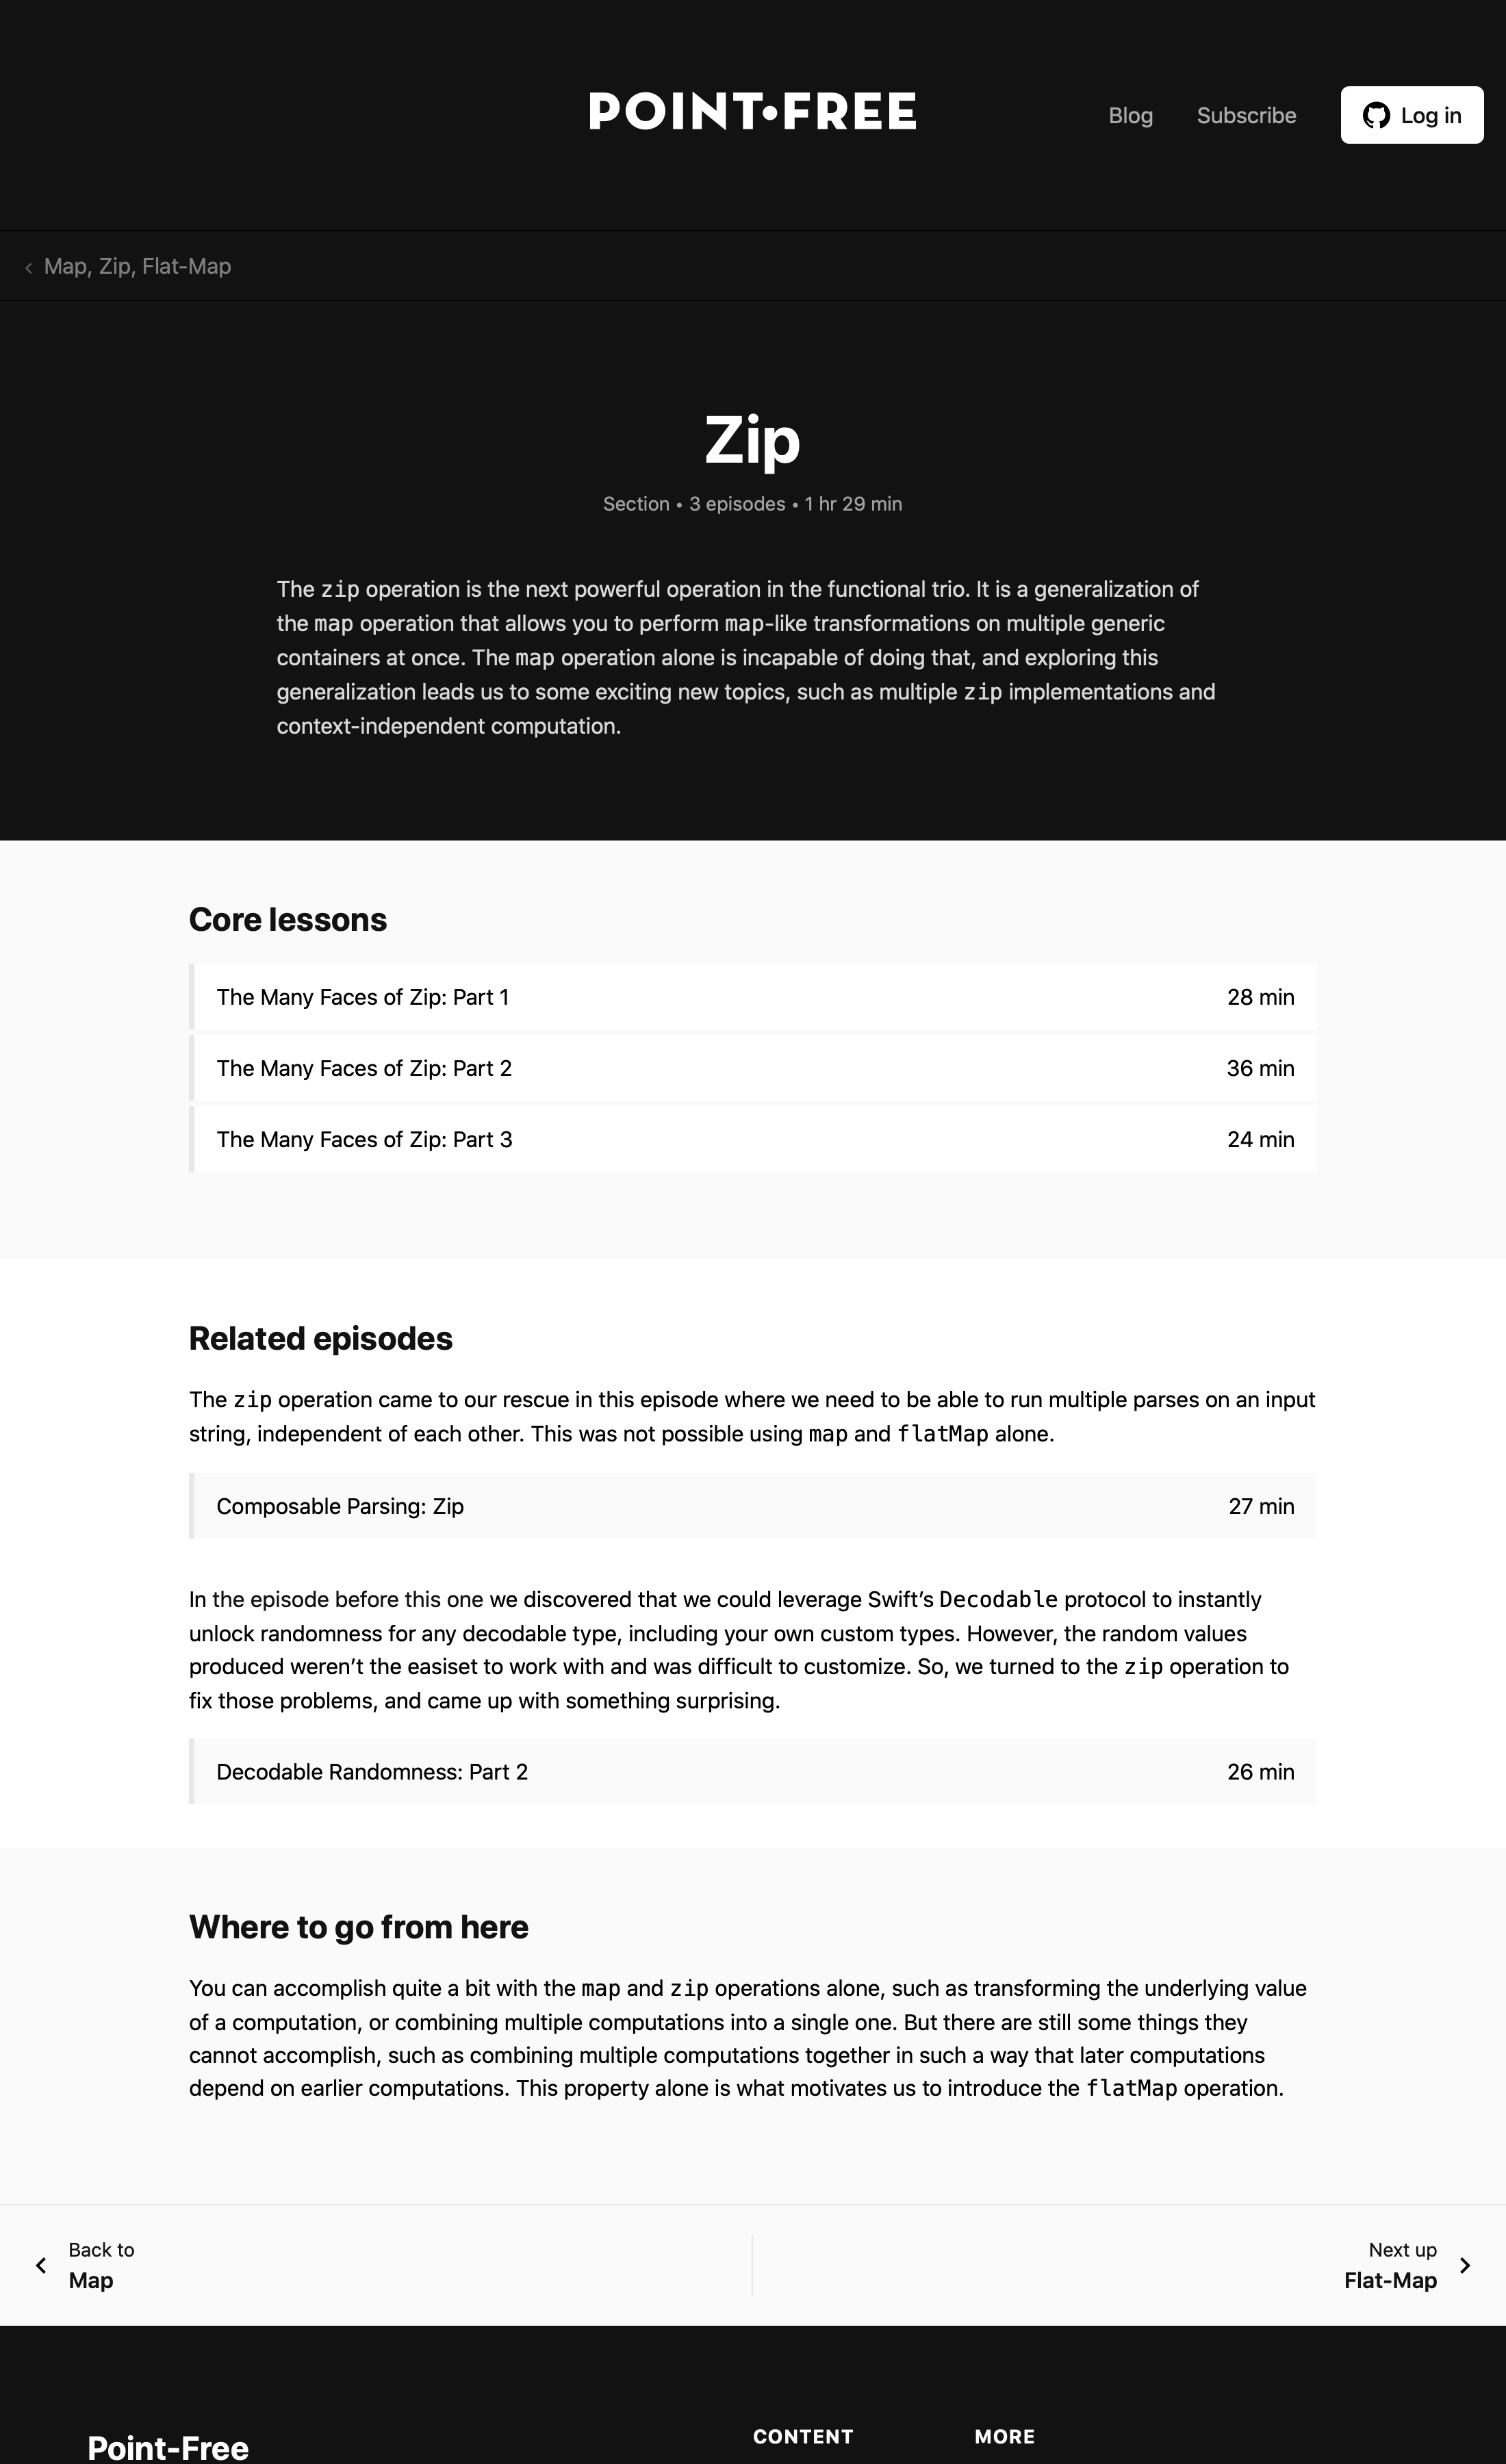 POINT•FREE
Blog
Subscribe
Log in
‹ Map, Zip, Flat-Map
Zip
Section • 3 episodes • 1 hr 29 min
The zip operation is the next powerful operation in the functional trio. It is a generalization of
the map operation that allows you to perform map-like transformations on multiple generic
containers at once. The map operation alone is incapable of doing that, and exploring this
generalization leads us to some exciting new topics, such as multiple zip implementations and
context-independent computation.
Core lessons
The Many Faces of Zip: Part 1 28 min
The Many Faces of Zip: Part 2 36 min
The Many Faces of Zip: Part 3 24 min
Related episodes
The zip operation came to our rescue in this episode where we need to be able to run multiple parses on an input
string, independent of each other. This was not possible using map and flatMap alone.
Composable Parsing: Zip 27 min
In the episode before this one we discovered that we could leverage Swift’s Decodable protocol to instantly
unlock randomness for any decodable type, including your own custom types. However, the random values
produced weren’t the easiset to work with and was difficult to customize. So, we turned to the zip operation to
fix those problems, and came up with something surprising.
Decodable Randomness: Part 2 26 min
Where to go from here
You can accomplish quite a bit with the map and zip operations alone, such as transforming the underlying value
of a computation, or combining multiple computations into a single one. But there are still some things they
cannot accomplish, such as combining multiple computations together in such a way that later computations
depend on earlier computations. This property alone is what motivates us to introduce the flatMap operation.
Back to
Map
Next up
Flat-Map
Point-Free
CONTENT
MORE